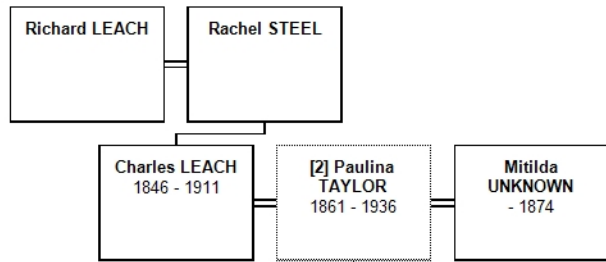 Richard LEACH
Rachel STEEL
Charles LEACH
1846 - 1911
[2] Paulina
TAYLOR
1861 - 1936
Mitilda
UNKNOWN
- 1874